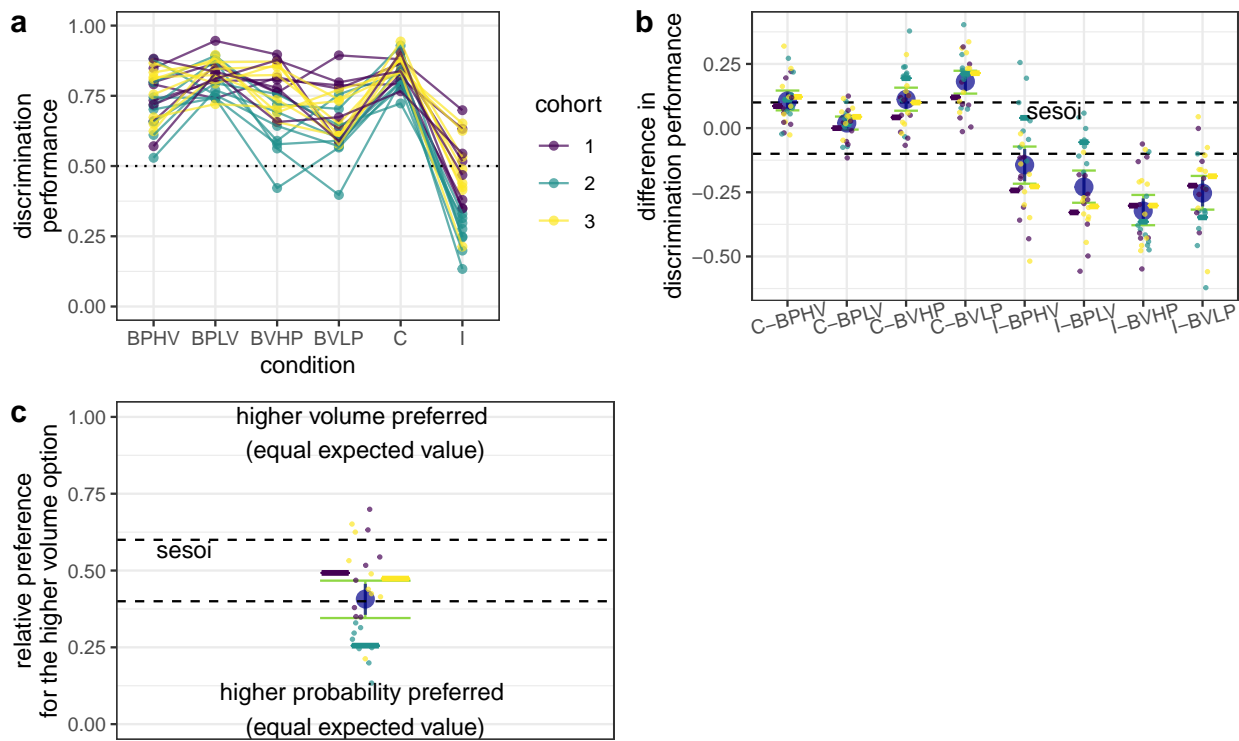 a
1.00
0.75
0.50
0.25
0.00
discrimination
performance
BPHV BPLV BVHP BVLP C I
condition
cohort
1
2
3
b
0.25
0.00
−0.25
−0.50
difference in
discrimination performance
sesoi
C−BPHV C−BPLV C−BVHP C−BVLP I−BPHV I−BPLV I−BVHP I−BVLP
c
1.00
0.75
0.50
0.25
0.00
relative preference
for the higher volume option
higher volume preferred
(equal expected value)
sesoi
higher probability preferred
(equal expected value)